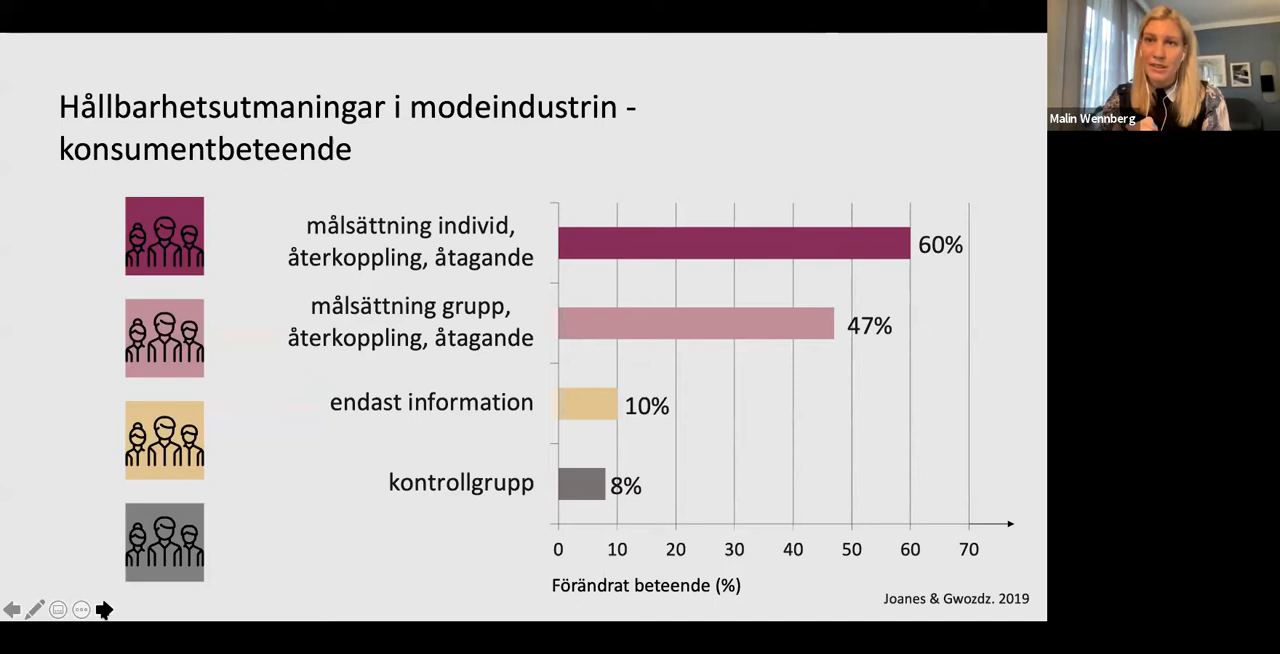 Hållbarhetsutmaningar i modeindustrin -
konsumentbeteende
målsättning individ,
återkoppling, åtagande
60%
målsättning grupp,
återkoppling, åtagande
47%
endast information
10%
kontrollgrupp
8%
0 10 20 30 40 50 60 70
Förändrat beteende (%)
Joanes & Gwozdz. 2019
Malin Wennberg